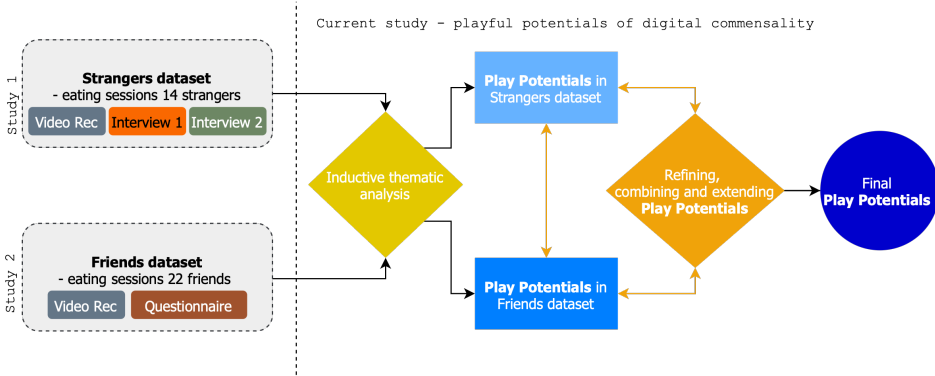 Current study - playful potentials of digital commensality
Study 1
Strangers dataset
- eating sessions 14 strangers
Video Rec
Interview 1
Interview 2
Study 2
Friends dataset
- eating sessions 22 friends
Video Rec
Questionnaire
Inductive thematic
analysis
Play Potentials in
Strangers dataset
Play Potentials in
Friends dataset
Refining,
combining and extending
Play Potentials
Final
Play Potentials